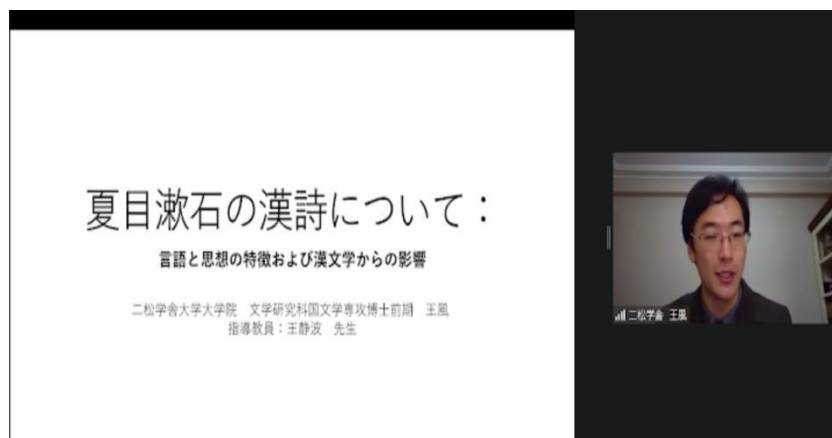 夏目漱石の漢詩について：
言語と思想の特徴および漢文学からの影響
二松学舎大学大学院　文学研究科国文学専攻博士前期　王風
指導教員：王静波　先生
二松学舎 王風